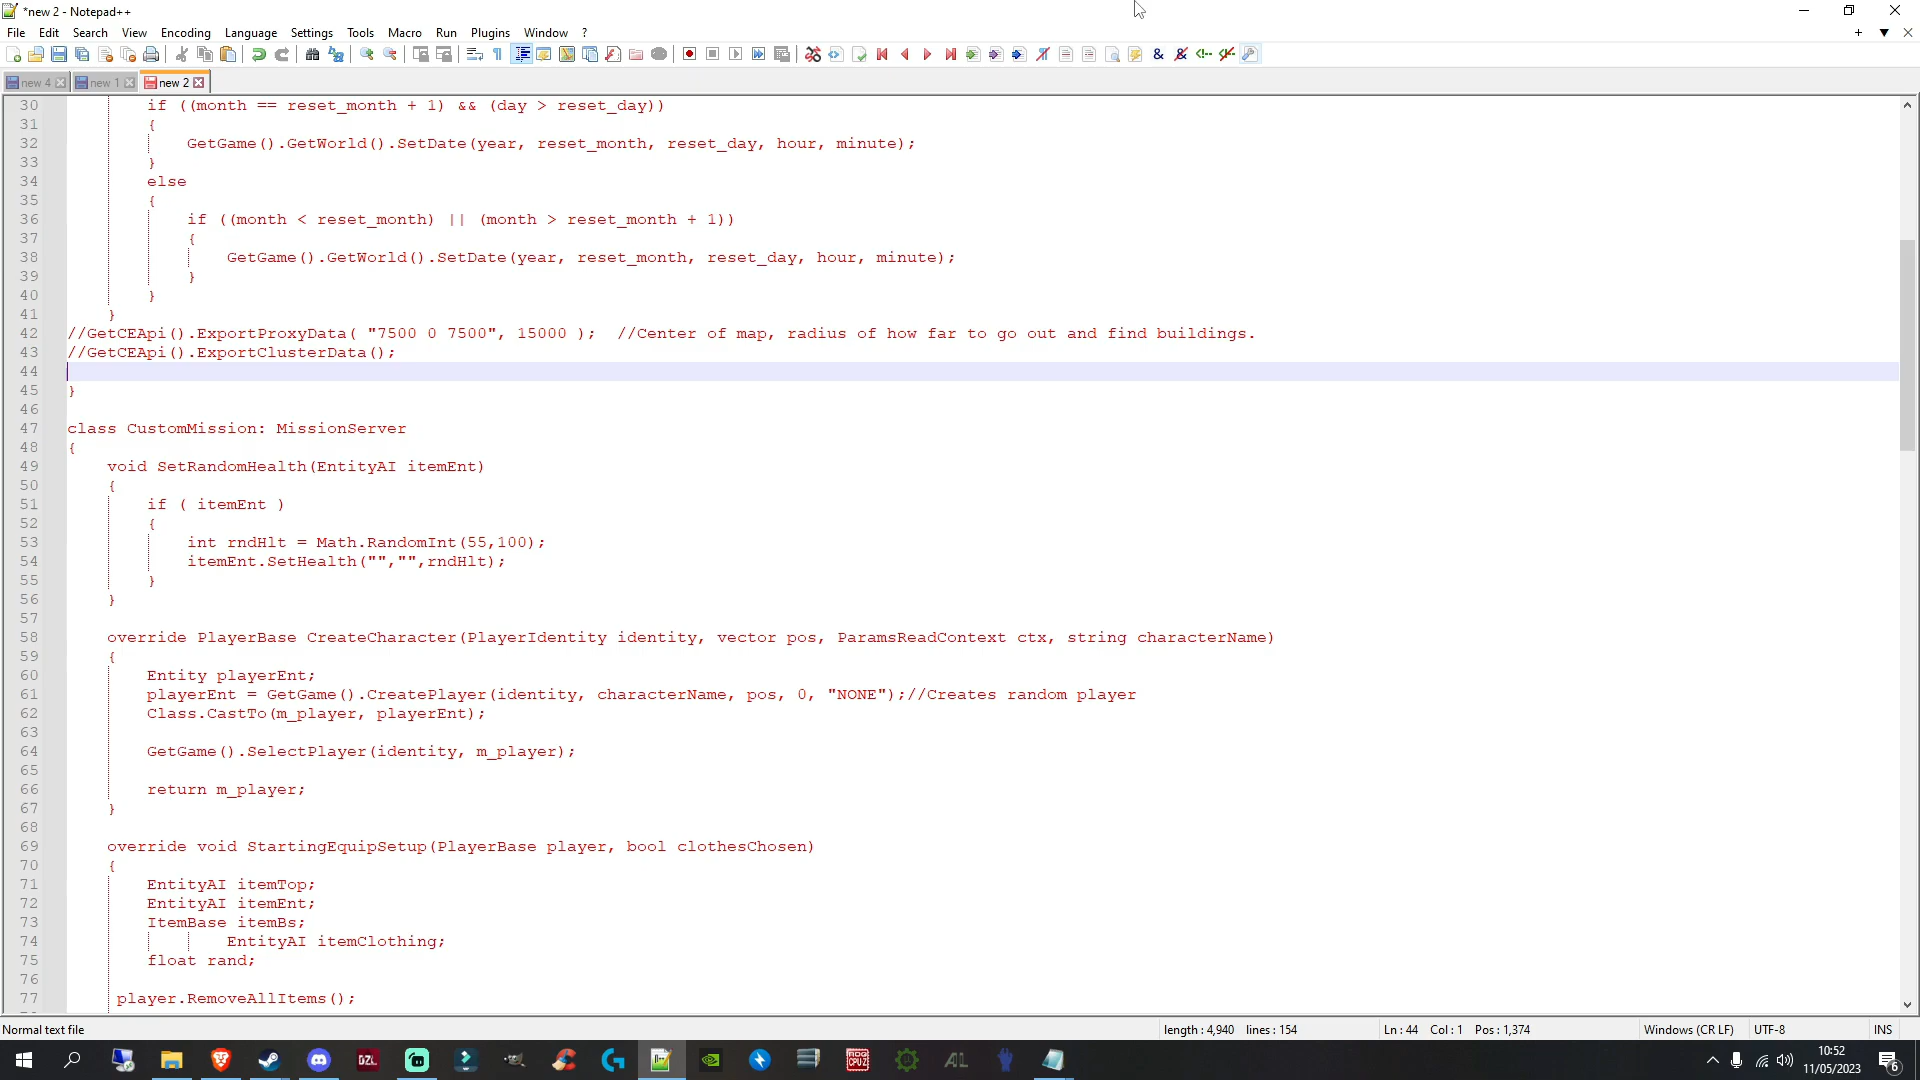 *new 2 - Notepad++
File Edit Search View Encoding Language Settings Tools Macro Run Plugins Window ?
new 4 new 1 new 2
30 if ((month == reset_month + 1) && (day > reset_day))
31 {
32 GetGame().GetWorld().SetDate(year, reset_month, reset_day, hour, minute);
33 }
34 else
35 {
36 if ((month < reset_month) || (month > reset_month + 1))
37 {
38 GetGame().GetWorld().SetDate(year, reset_month, reset_day, hour, minute);
39 }
40 }
41 }
42 //GetCEApi().ExportProxyData( "7500 0 7500", 15000 ); //Center of map, radius of how far to go out and find buildings.
43 //GetCEApi().ExportClusterData();
44
45 }
46
47 class CustomMission: MissionServer
48 {
49 void SetRandomHealth(EntityAI itemEnt)
50 {
51 if ( itemEnt )
52 {
53 int rndHlt = Math.RandomInt(55,100);
54 itemEnt.SetHealth("","",rndHlt);
55 }
56 }
57
58 override PlayerBase CreateCharacter(PlayerIdentity identity, vector pos, ParamsReadContext ctx, string characterName)
59 {
60 Entity playerEnt;
61 playerEnt = GetGame().CreatePlayer(identity, characterName, pos, 0, "NONE");//Creates random player
62 Class.CastTo(m_player, playerEnt);
63
64 GetGame().SelectPlayer(identity, m_player);
65
66 return m_player;
67 }
68
69 override void StartingEquipSetup(PlayerBase player, bool clothesChosen)
70 {
71 EntityAI itemTop;
72 EntityAI itemEnt;
73 ItemBase itemBs;
74 EntityAI itemClothing;
75 float rand;
76
77 player.RemoveAllItems();
Normal text file length : 4,940 lines : 154 Ln : 44 Col : 1 Pos : 1,374 Windows (CR LF) UTF-8 INS
DZL AL 10:52
11/05/2023 6